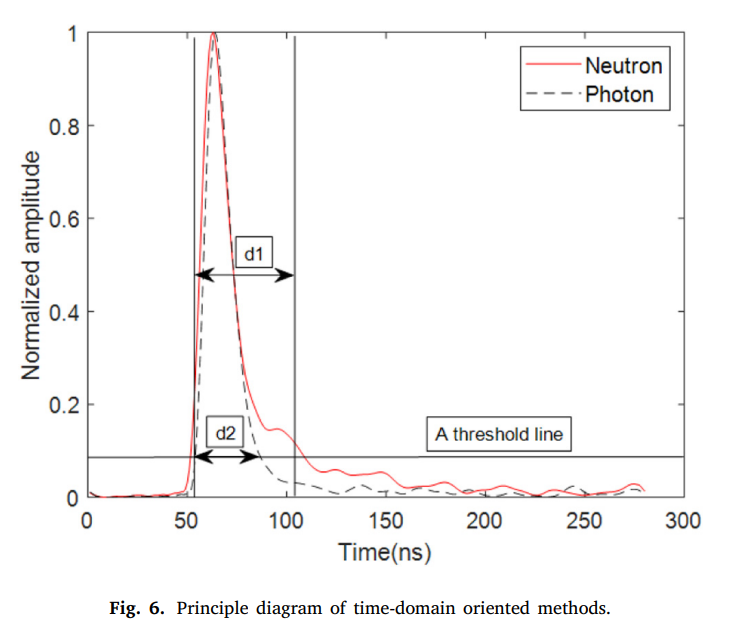 1
0.8
0.6
0.4
0.2
0
0
50
100
150
200
250
300
Normalized amplitude
Time(ns)
Neutron
Photon
d1
d2
A threshold line
Fig. 6. Principle diagram of time-domain oriented methods.